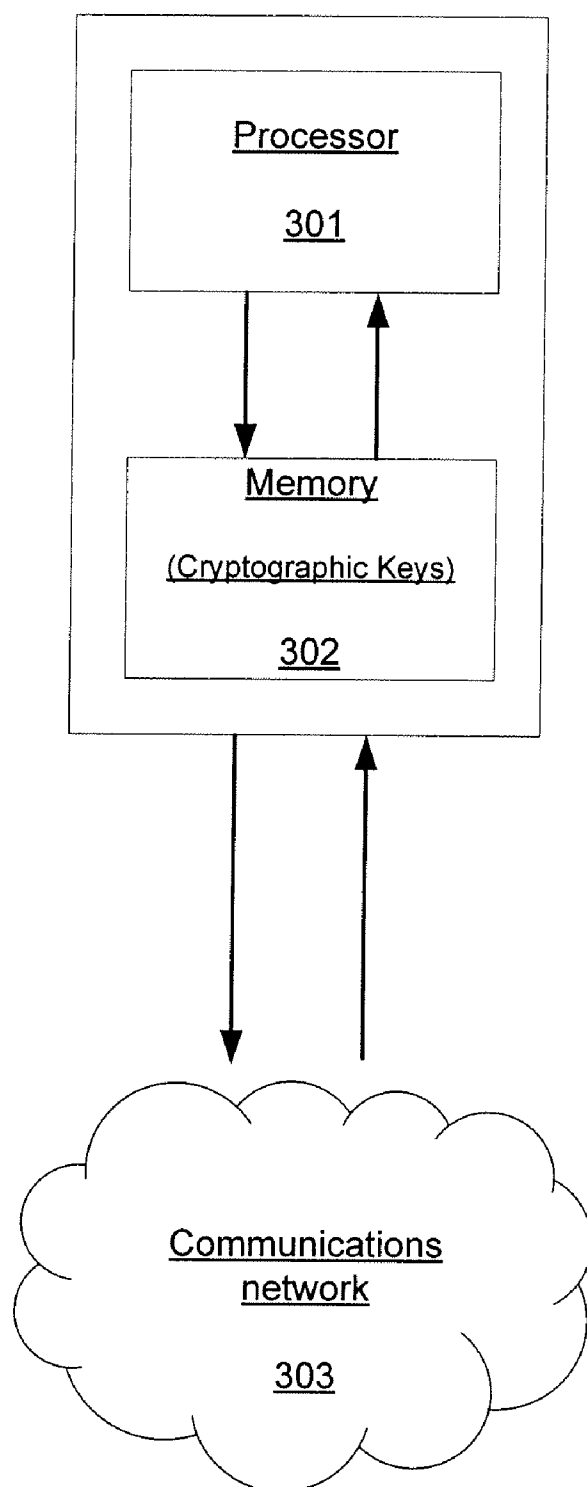 Processor
301
Memory
(Cryptographic Keys)
302
Communications
network
303